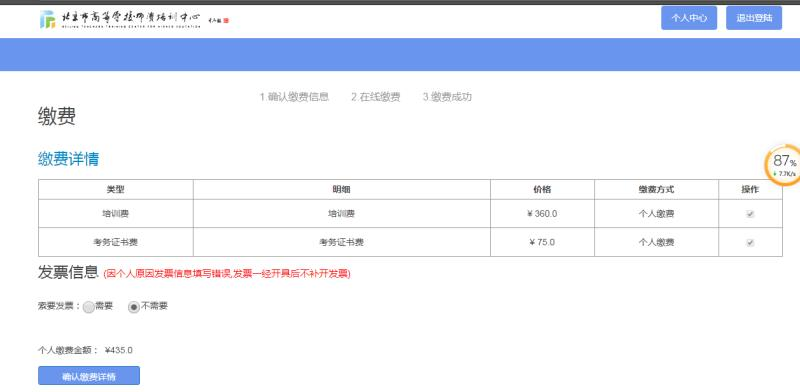 北京市高等学校师资培训中心
BEIJING TEACHERS TRAINING CENTER FOR HIGHER EDUCATION
个人中心 退出登陆
1.确认缴费信息 2.在线缴费 3.缴费成功
缴费
缴费详情
87%
7.7K/s
类型 明细 价格 缴费方式 操作
培训费 培训费 ¥ 360.0 个人缴费
考务证书费 考务证书费 ¥ 75.0 个人缴费
发票信息 (因个人原因发票信息填写错误,发票一经开具后不补开发票)
索要发票：需要 不需要
个人缴费金额： ¥435.0
确认缴费详情